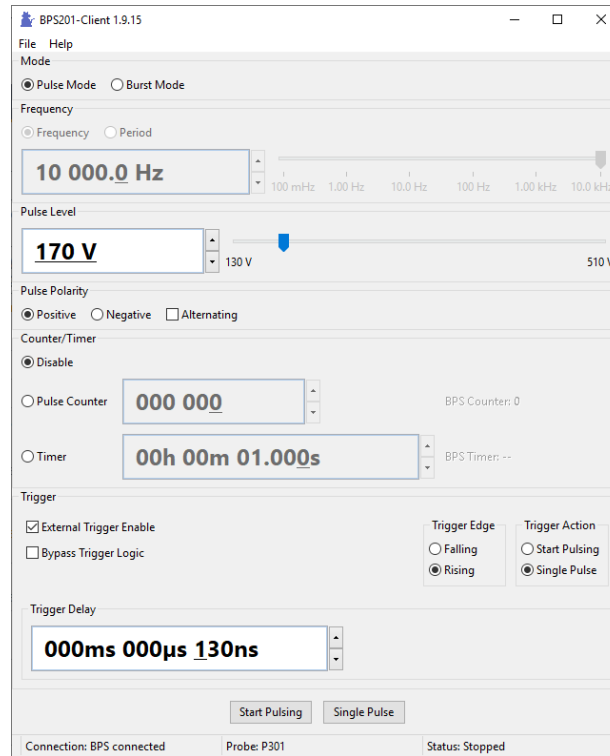 BPS201-Client 1.9.15
File Help
Mode
Pulse Mode Burst Mode
Frequency
Frequency Period
10 000.0 Hz
100 mHz 1.00 Hz 10.0 Hz 100 Hz 1.00 kHz 10.0 kHz
Pulse Level
170 V
130 V 510 V
Pulse Polarity
Positive Negative Alternating
Counter/Timer
Disable
Pulse Counter 000 000 BPS Counter: 0
Timer 00h 00m 01.000s BPS Timer: --
Trigger
External Trigger Enable
Bypass Trigger Logic
Trigger Edge
Falling
Rising
Trigger Action
Start Pulsing
Single Pulse
Trigger Delay
000ms 000µs 130ns
Start Pulsing Single Pulse
Connection: BPS connected Probe: P301 Status: Stopped